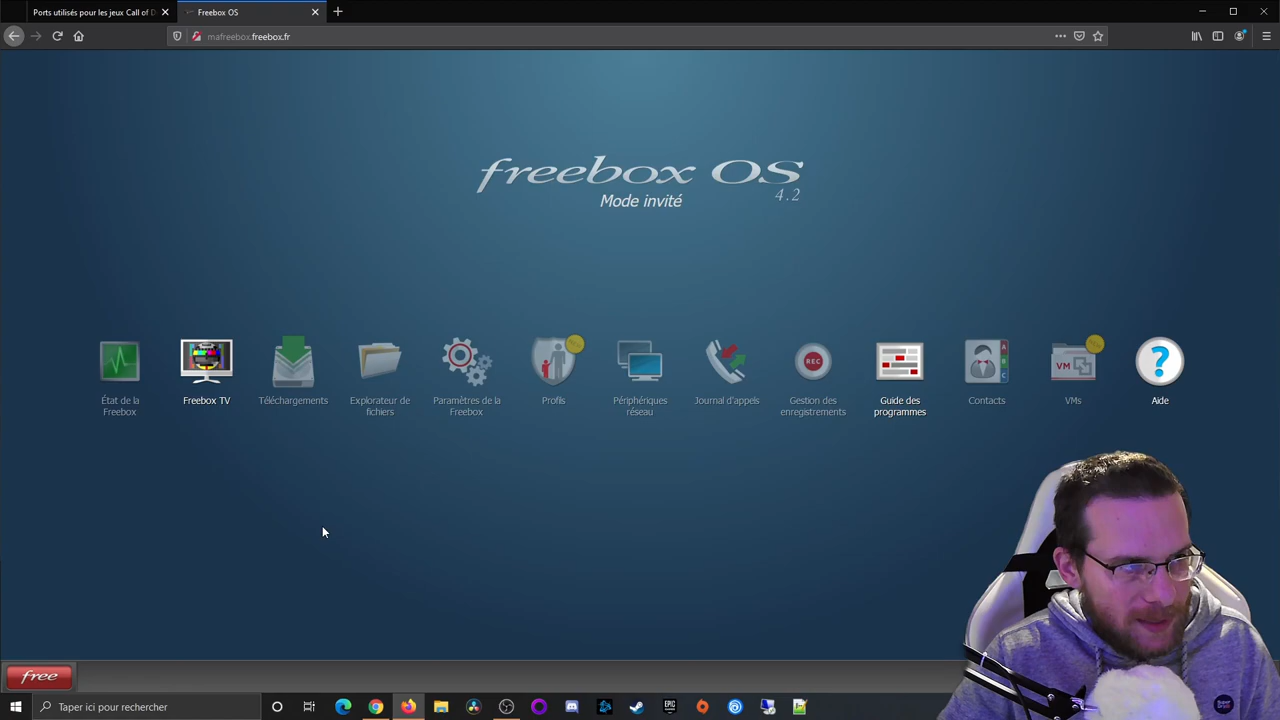 Ports utilisés pour les jeux Call of D
Freebox OS
mafreebox.freebox.fr
freebox OS
4.2
Mode invité
État de la
Freebox
Freebox TV
Téléchargements
Explorateur de
fichiers
Paramètres de la
Freebox
Profils
Périphériques
réseau
Journal d'appels
REC
Gestion des
enregistrements
Guide des
programmes
A
B
C
Contacts
VM
VMs
?
Aide
free
Taper ici pour rechercher
EPIC